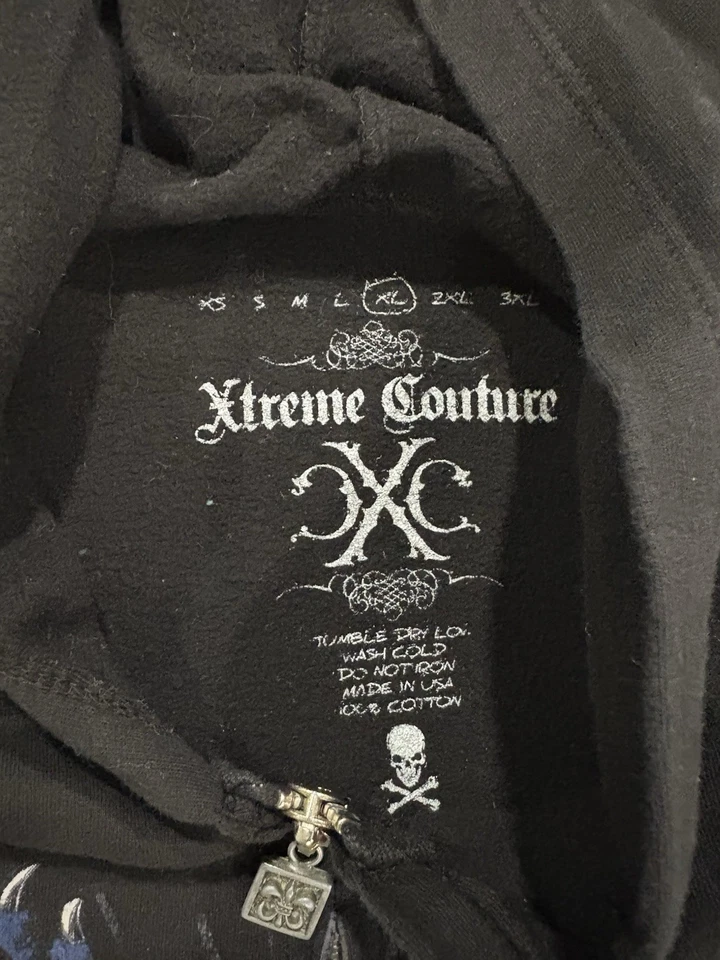 XS S M L XL 2XL 3XL
Xtreme Couture
CXC
TUMBLE DRY LOW
WASH COLD
DO NOT IRON
MADE IN USA
100% COTTON